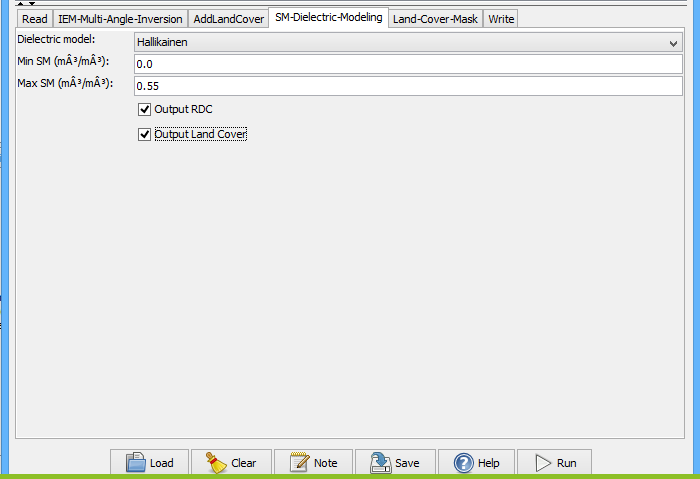 Read IEM-Multi-Angle-Inversion AddLandCover SM-Dielectric-Modeling Land-Cover-Mask Write
Dielectric model: Hallikainen
Min SM (mÂ³/mÂ³): 0.0
Max SM (mÂ³/mÂ³): 0.55
Output RDC
Output Land Cover
Load Clear Note Save Help Run